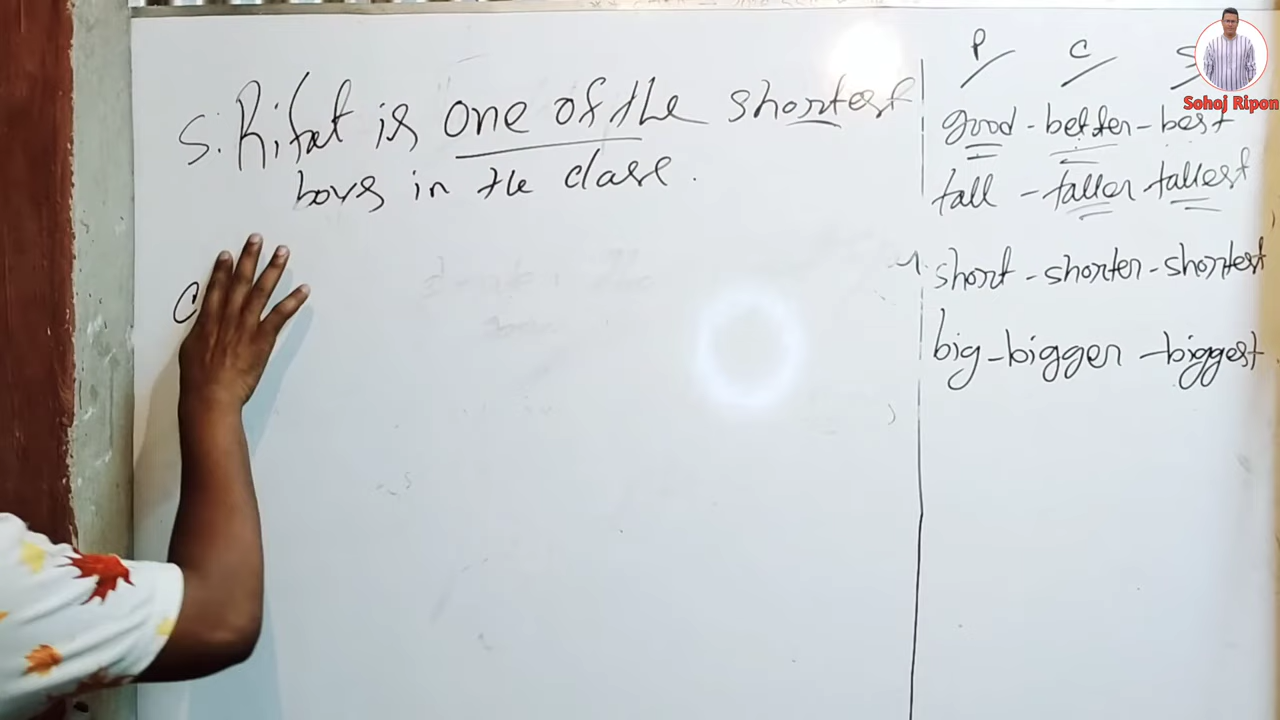 S: Rifat is one of the shortest
boys in the class.
C
P C S
good - better - best
tall - taller tallest
short - shorter - shortest
big - bigger - biggest
Sohoj Ripon